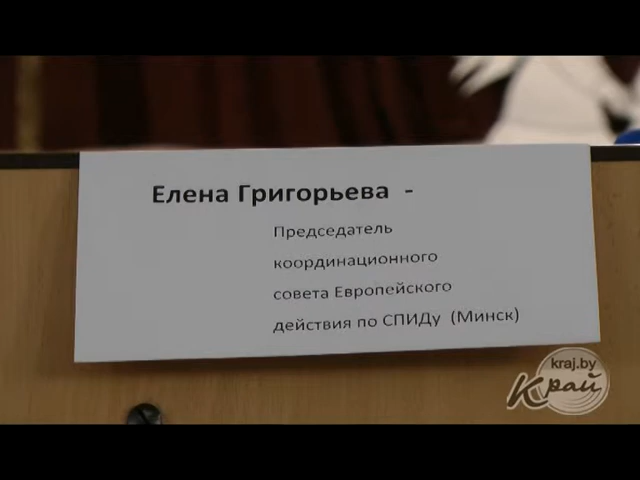 Елена Григорьева -
Председатель
координационного
совета Европейского
действия по СПИДу (Минск)
kraj.by
Край